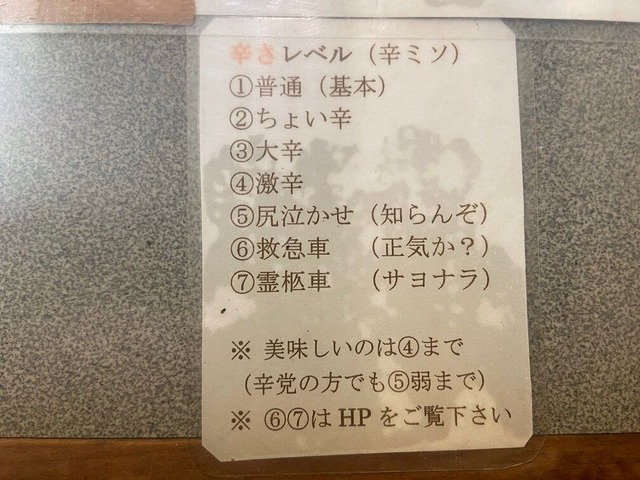 辛さレベル（辛ミソ）
①普通（基本）
②ちょい辛
③大辛
④激辛
⑤尻泣かせ（知らんぞ）
⑥救急車　（正気か？）
⑦霊柩車　（サヨナラ）
※ 美味しいのは④まで
（辛党の方でも⑤弱まで）
※ ⑥⑦は HP をご覧下さい